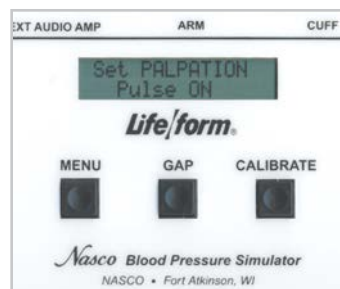 EXT AUDIO AMP ARM CUFF
Set PALPATION
Pulse ON
Life/form®
MENU GAP CALIBRATE
Nasco Blood Pressure Simulator
NASCO • Fort Atkinson, WI